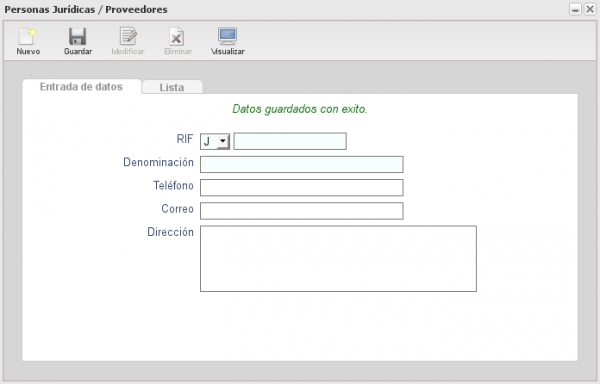 Personas Jurídicas / Proveedores
Nuevo Guardar Modificar Eliminar Visualizar
Entrada de datos Lista
Datos guardados con exito.
RIF J
Denominación
Teléfono
Correo
Dirección